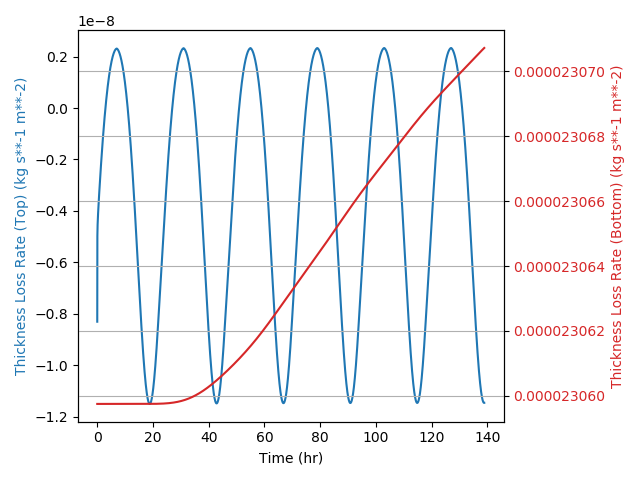 1e−8
Thickness Loss Rate (Top) (kg s**-1 m**-2)
0.2
0.0
−0.2
−0.4
−0.6
−0.8
−1.0
−1.2
0 20 40 60 80 100 120 140
Time (hr)
0.000023070
0.000023068
0.000023066
0.000023064
0.000023062
0.000023060
Thickness Loss Rate (Bottom) (kg s**-1 m**-2)